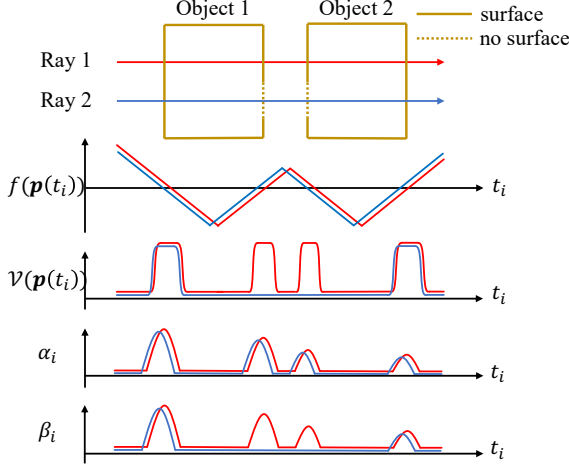 Object 1 Object 2
surface
no surface
Ray 1
Ray 2
f(p(t_i)) t_i
𝒱(p(t_i)) t_i
α_i t_i
β_i t_i